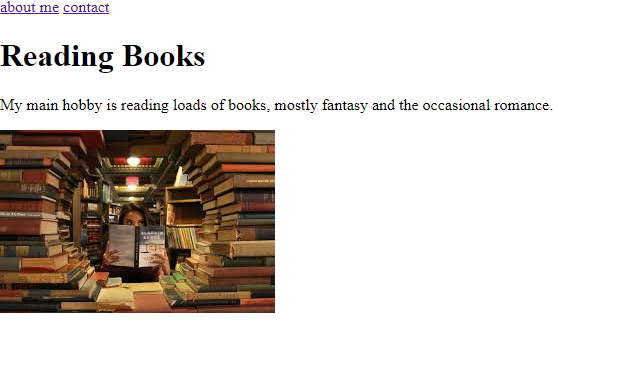 about me contact
Reading Books
My main hobby is reading loads of books, mostly fantasy and the occasional romance.